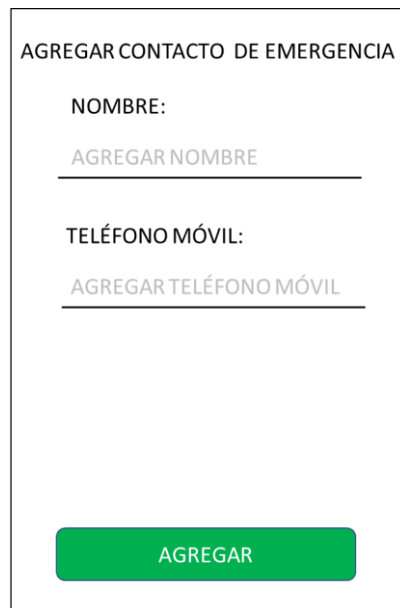 AGREGAR CONTACTO DE EMERGENCIA
NOMBRE:
AGREGAR NOMBRE
TELÉFONO MÓVIL:
AGREGAR TELÉFONO MÓVIL
AGREGAR